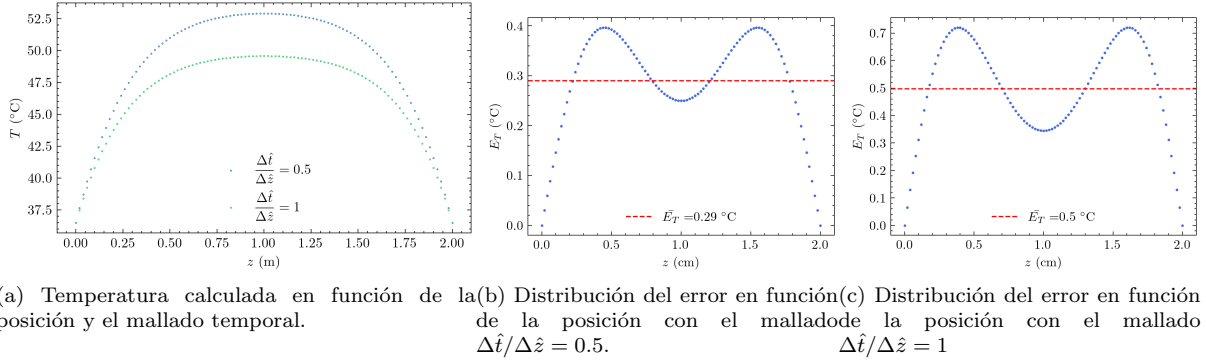 52.5
50.0
47.5
45.0
42.5
40.0
37.5
T (°C)
0.00 0.25 0.50 0.75 1.00 1.25 1.50 1.75 2.00
z (m)
Δt̂/Δẑ = 0.5
Δt̂/Δẑ = 1
0.4
0.3
0.2
0.1
0.0
E_T (°C)
0.0 0.5 1.0 1.5 2.0
z (cm)
Ē_T =0.29 °C
0.7
0.6
0.5
0.4
0.3
0.2
0.1
0.0
E_T (°C)
0.0 0.5 1.0 1.5 2.0
z (cm)
Ē_T =0.5 °C
(a) Temperatura calculada en función de la
posición y el mallado temporal.
(b) Distribución del error en función
de la posición con el mallado
Δt̂/Δẑ = 0.5.
(c) Distribución del error en función
de la posición con el mallado
Δt̂/Δẑ = 1